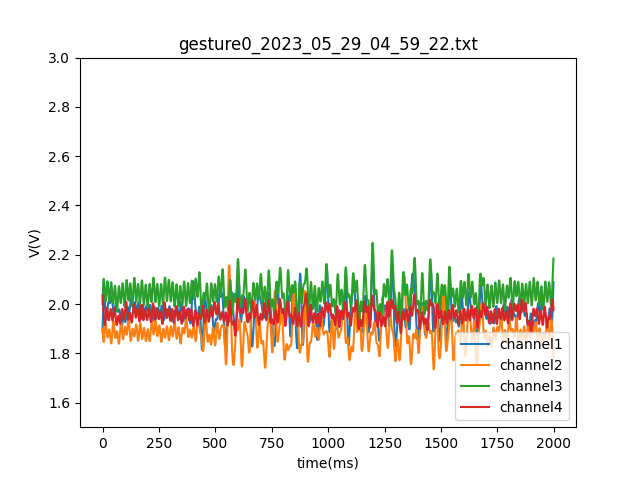 gesture0_2023_05_29_04_59_22.txt
3.0
2.8
2.6
2.4
2.2
2.0
1.8
1.6
V(V)
channel1
channel2
channel3
channel4
0 250 500 750 1000 1250 1500 1750 2000
time(ms)